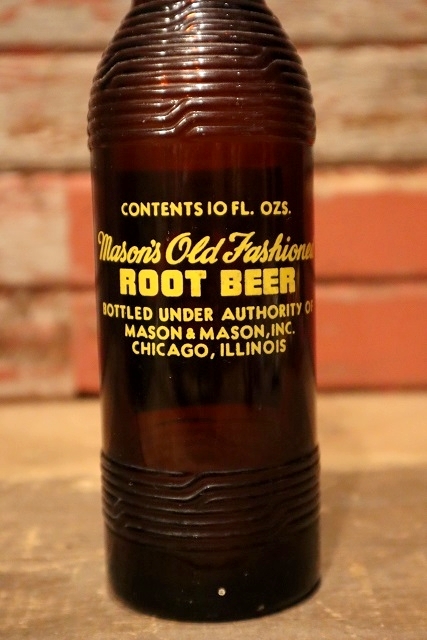 CONTENTS 10 FL. OZS.
Mason's Old Fashioned
ROOT BEER
BOTTLED UNDER AUTHORITY OF
MASON & MASON, INC.
CHICAGO, ILLINOIS